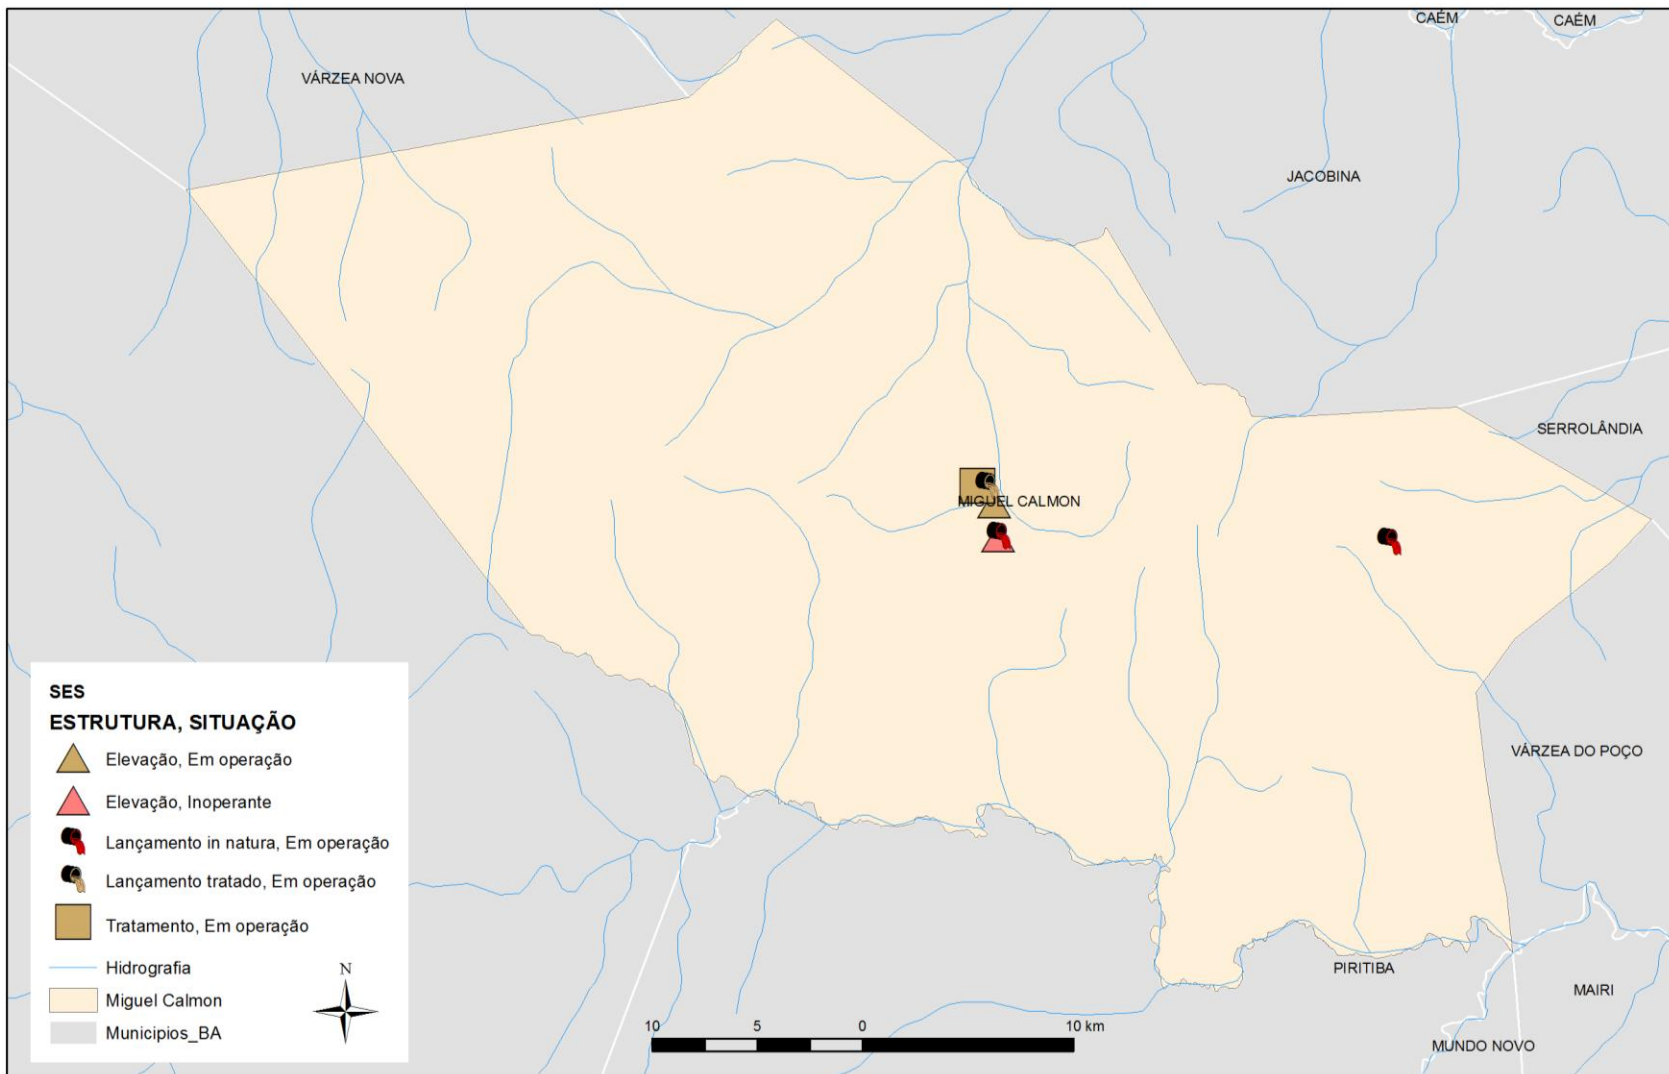 CAÉM
CAÉM
VÁRZEA NOVA
JACOBINA
SERROLÂNDIA
MIGUEL CALMON
VÁRZEA DO POÇO
PIRITIBA
MAIRI
MUNDO NOVO
SES
ESTRUTURA, SITUAÇÃO
Elevação, Em operação
Elevação, Inoperante
Lançamento in natura, Em operação
Lançamento tratado, Em operação
Tratamento, Em operação
Hidrografia
Miguel Calmon
Municipios_BA
N
10 5 0 10 km